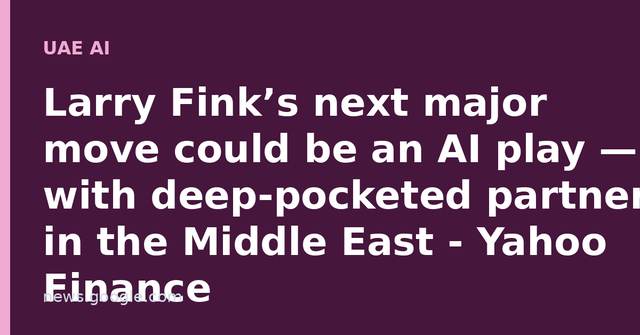 UAE AI
Larry Fink’s next major
move could be an AI play —
with deep-pocketed partner
in the Middle East - Yahoo
Finance
news.google.com